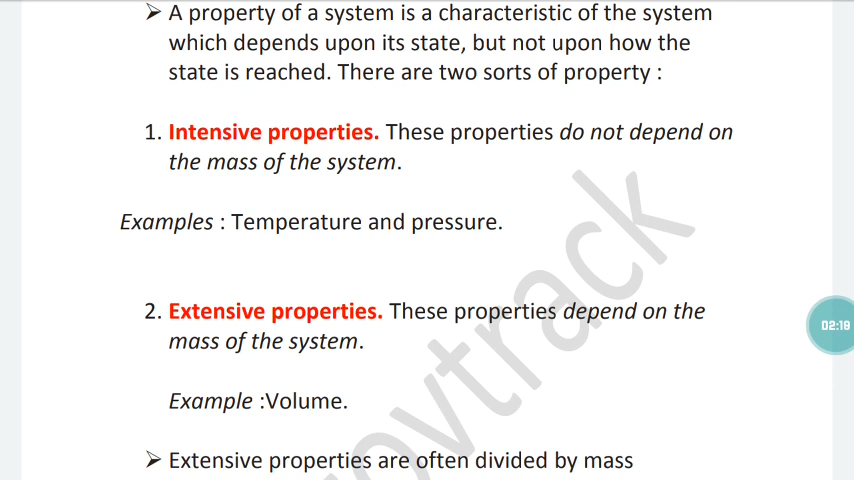 ➢ A property of a system is a characteristic of the system
which depends upon its state, but not upon how the
state is reached. There are two sorts of property :
1. Intensive properties. These properties do not depend on
the mass of the system.
Examples : Temperature and pressure.
2. Extensive properties. These properties depend on the
mass of the system.
02:18
Example :Volume.
➢ Extensive properties are often divided by mass
ovtrack